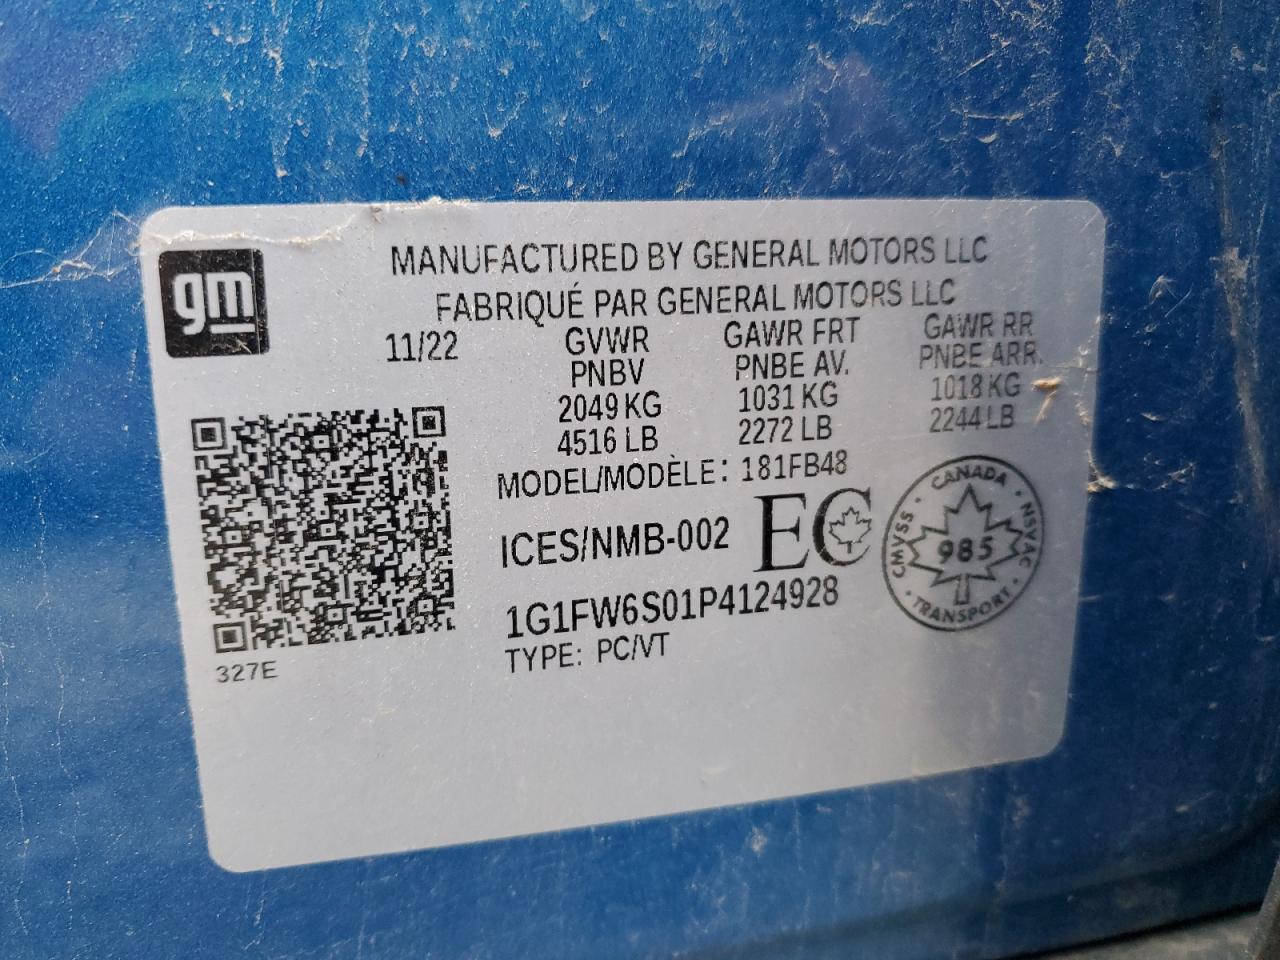 gm
MANUFACTURED BY GENERAL MOTORS LLC
FABRIQUÉ PAR GENERAL MOTORS LLC
11/22 GVWR GAWR FRT GAWR RR
PNBV PNBE AV. PNBE ARR.
2049 KG 1031 KG 1018 KG
4516 LB 2272 LB 2244 LB
MODEL/MODÈLE: 181FB48
ICES/NMB-002 EC
CANADA · NSVAC · TRANSPORT · CMVSS ·
985
1G1FW6S01P4124928
TYPE: PC/VT
327E